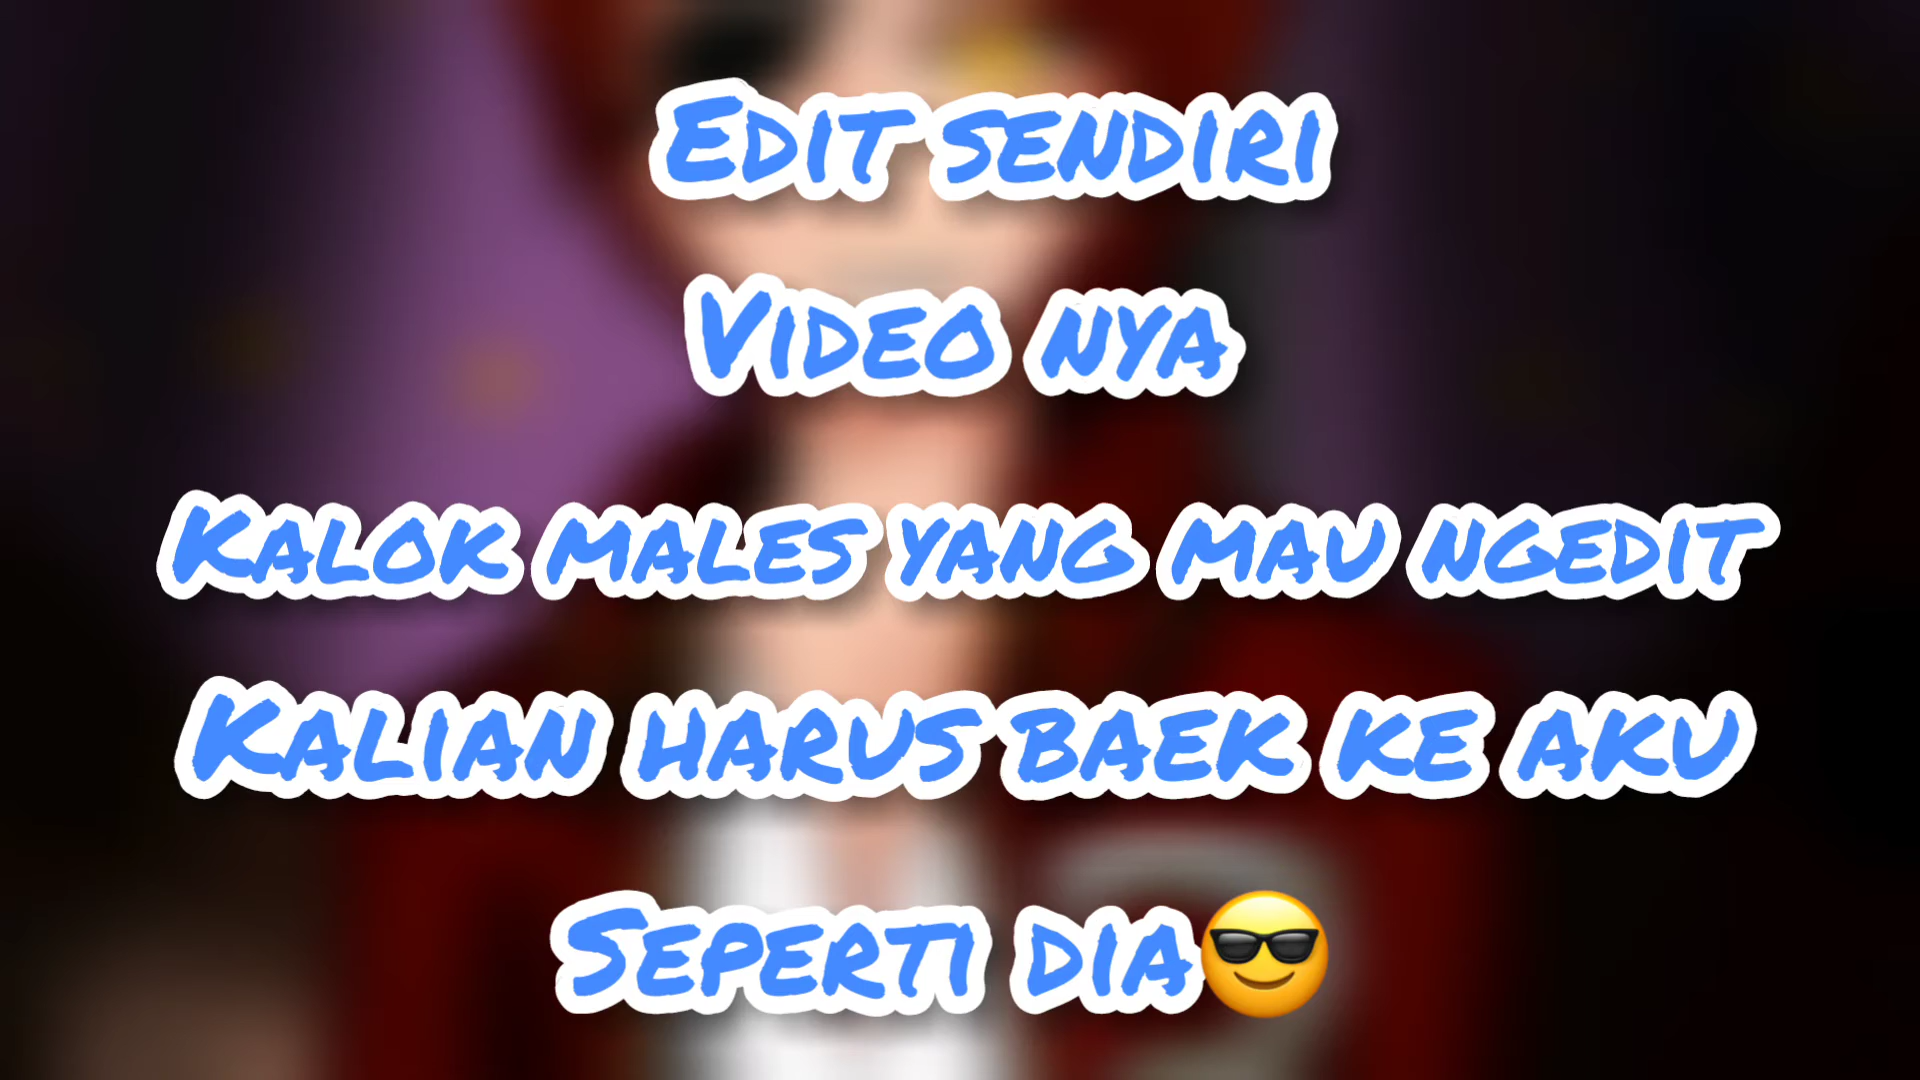 Edit sendiri
Video nya
Kalok males yang mau ngedit
Kalian harus baek ke aku
Seperti dia😎